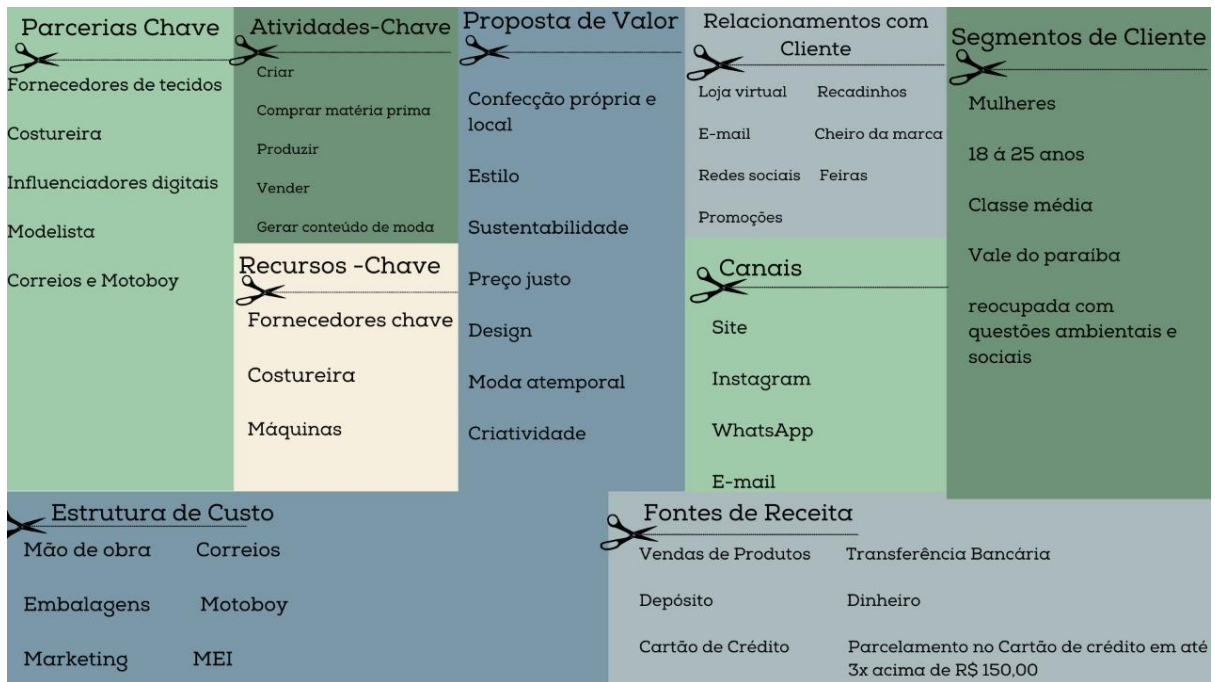 Parcerias Chave
Fornecedores de tecidos
Costureira
Influenciadores digitais
Modelista
Correios e Motoboy
Atividades-Chave
Criar
Comprar matéria prima
Produzir
Vender
Gerar conteúdo de moda
Recursos -Chave
Fornecedores chave
Costureira
Máquinas
Proposta de Valor
Confecção própria e
local
Estilo
Sustentabilidade
Preço justo
Design
Moda atemporal
Criatividade
Relacionamentos com
Cliente
Loja virtual Recadinhos
E-mail Cheiro da marca
Redes sociais Feiras
Promoções
Canais
Site
Instagram
WhatsApp
E-mail
Segmentos de Cliente
Mulheres
18 á 25 anos
Classe média
Vale do paraíba
reocupada com
questões ambientais e
sociais
Estrutura de Custo
Mão de obra Correios
Embalagens Motoboy
Marketing MEI
Fontes de Receita
Vendas de Produtos Transferência Bancária
Depósito Dinheiro
Cartão de Crédito Parcelamento no Cartão de crédito em até
3x acima de R$ 150,00